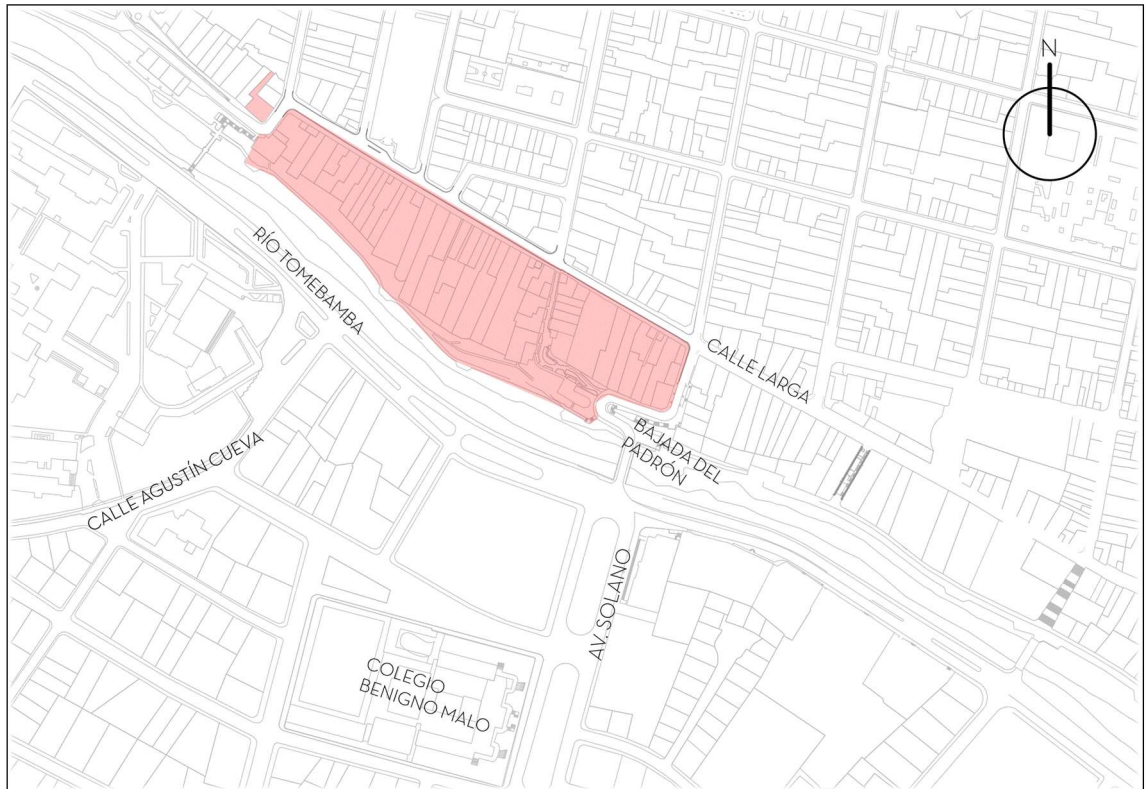 N
RÍO TOMEBAMBA
CALLE LARGA
BAJADA DEL
PADRÓN
CALLE AGUSTÍN CUEVA
AV. SOLANO
COLEGIO
BENIGNO MALO